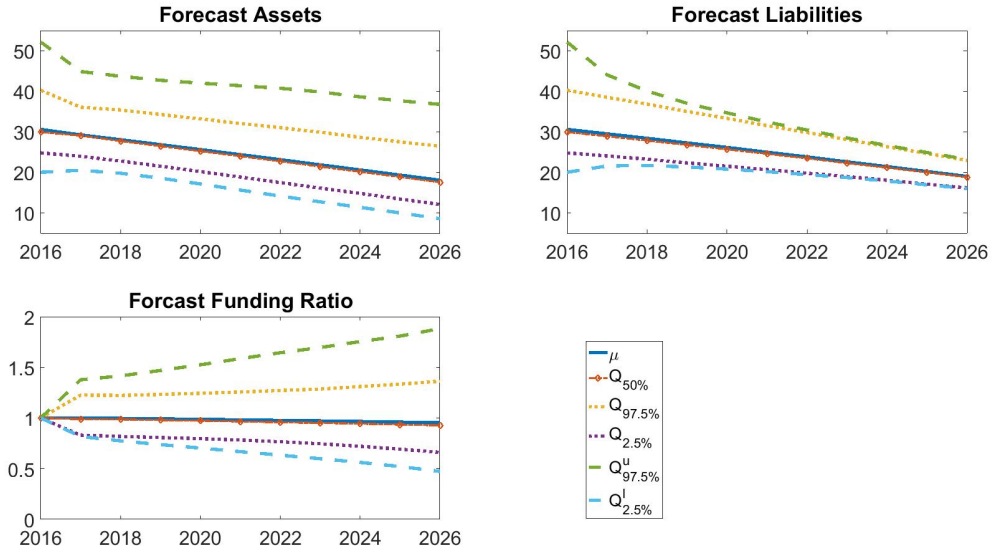 Forecast Assets
50
40
30
20
10
2016 2018 2020 2022 2024 2026
Forecast Liabilities
50
40
30
20
10
2016 2018 2020 2022 2024 2026
Forcast Funding Ratio
2
1.5
1
0.5
0
2016 2018 2020 2022 2024 2026
μ
Q50%
Q97.5%
Q2.5%
Qu97.5%
Ql2.5%